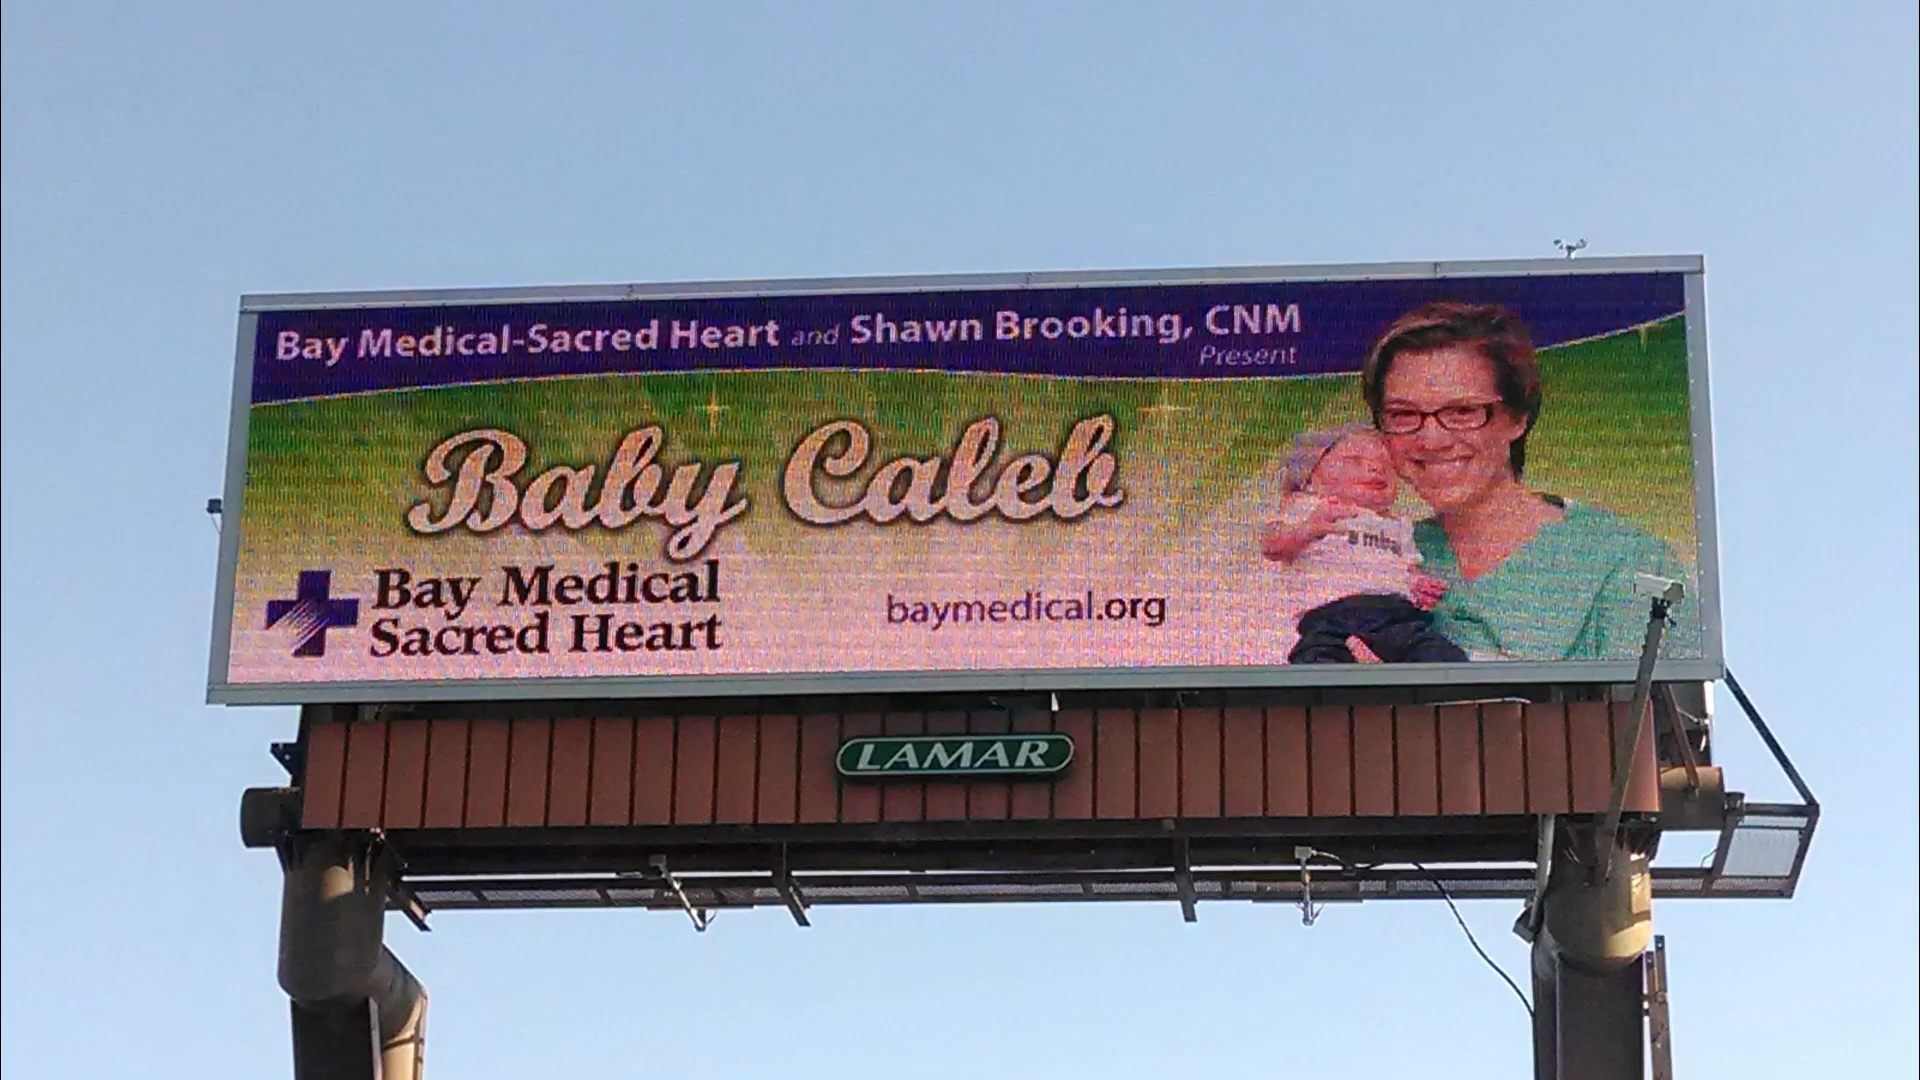 Bay Medical-Sacred Heart and Shawn Brooking, CNM
Present
Baby Caleb
Bay Medical
Sacred Heart
baymedical.org
LAMAR